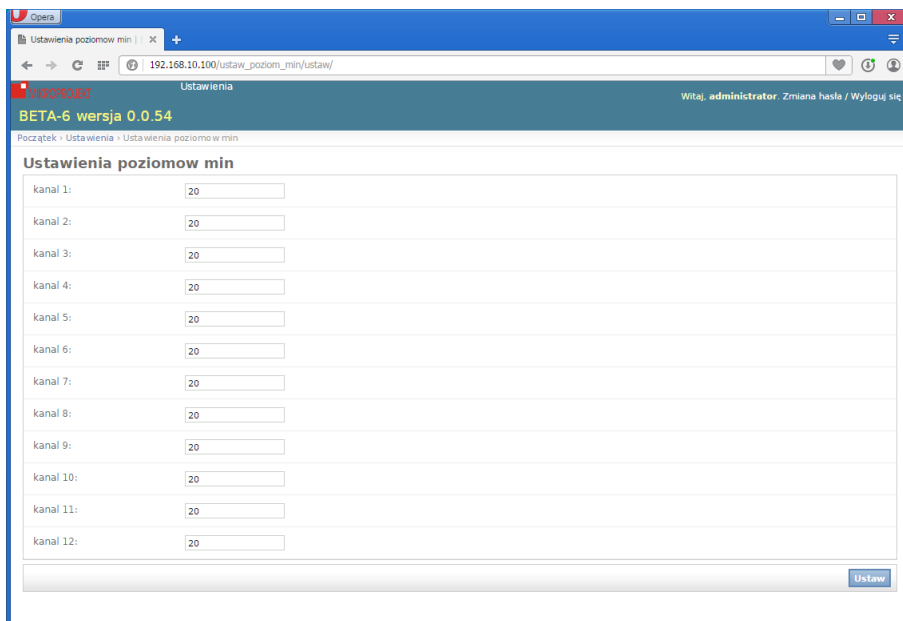 Opera
Ustawienia poziomow min |
192.168.10.100/ustaw_poziom_min/ustaw/
Ustawienia
Witaj, administrator. Zmiana hasła / Wyloguj się
BETA-6 wersja 0.0.54
Początek › Ustawienia › Ustawienia poziomow min
Ustawienia poziomow min
kanal 1: 20
kanal 2: 20
kanal 3: 20
kanal 4: 20
kanal 5: 20
kanal 6: 20
kanal 7: 20
kanal 8: 20
kanal 9: 20
kanal 10: 20
kanal 11: 20
kanal 12: 20
Ustaw